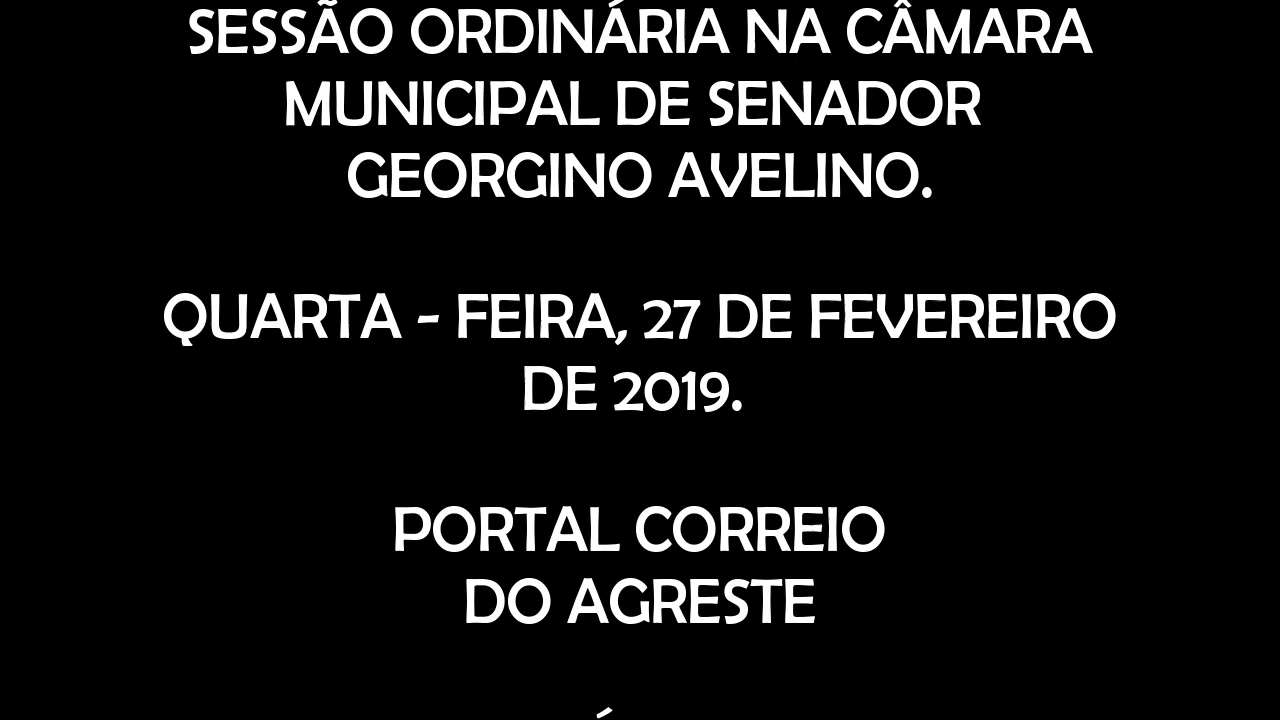 SESSÃO ORDINÁRIA NA CÂMARA
MUNICIPAL DE SENADOR
GEORGINO AVELINO.
QUARTA - FEIRA, 27 DE FEVEREIRO
DE 2019.
PORTAL CORREIO
DO AGRESTE